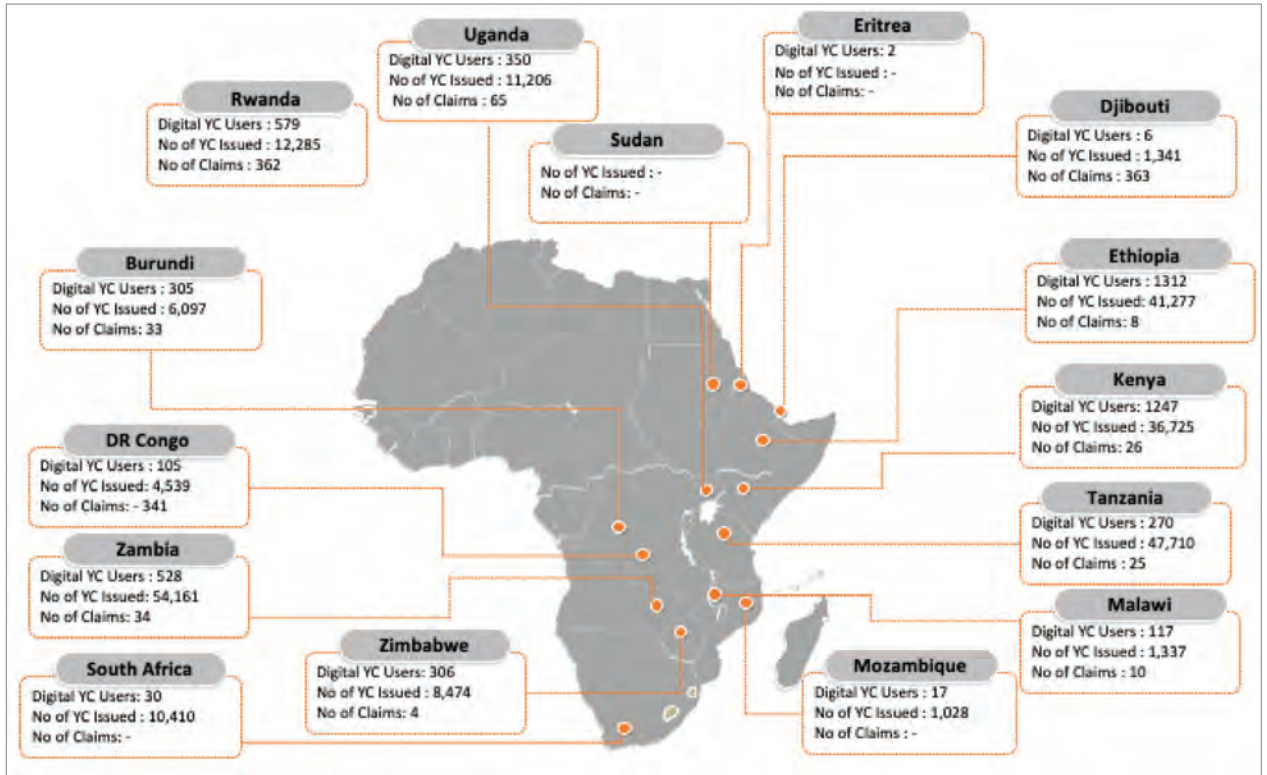 Uganda
Digital YC Users : 350
No of YC Issued : 11,206
No of Claims : 65
Eritrea
Digital YC Users: 2
No of YC Issued : -
No of Claims: -
Rwanda
Digital YC Users : 579
No of YC Issued : 12,285
No of Claims : 362
Sudan
No of YC Issued : -
No of Claims: -
Djibouti
Digital YC Users : 6
No of YC Issued : 1,341
No of Claims : 363
Burundi
Digital YC Users : 305
No of YC Issued : 6,097
No of Claims: 33
Ethiopia
Digital YC Users : 1312
No of YC Issued: 41,277
No of Claims: 8
Kenya
Digital YC Users: 1247
No of YC Issued : 36,725
No of Claims: 26
DR Congo
Digital YC Users : 105
No of YC Issued: 4,539
No of Claims: - 341
Tanzania
Digital YC Users : 270
No of YC Issued : 47,710
No of Claims : 25
Zambia
Digital YC Users : 528
No of YC Issued: 54,161
No of Claims: 34
Malawi
Digital YC Users : 117
No of YC Issued : 1,337
No of Claims : 10
Zimbabwe
Digital YC Users: 306
No of YC Issued : 8,474
No of Claims: 4
South Africa
Digital YC Users: 30
No of YC Issued : 10,410
No of Claims: -
Mozambique
Digital YC Users : 17
No of YC Issued : 1,028
No of Claims : -